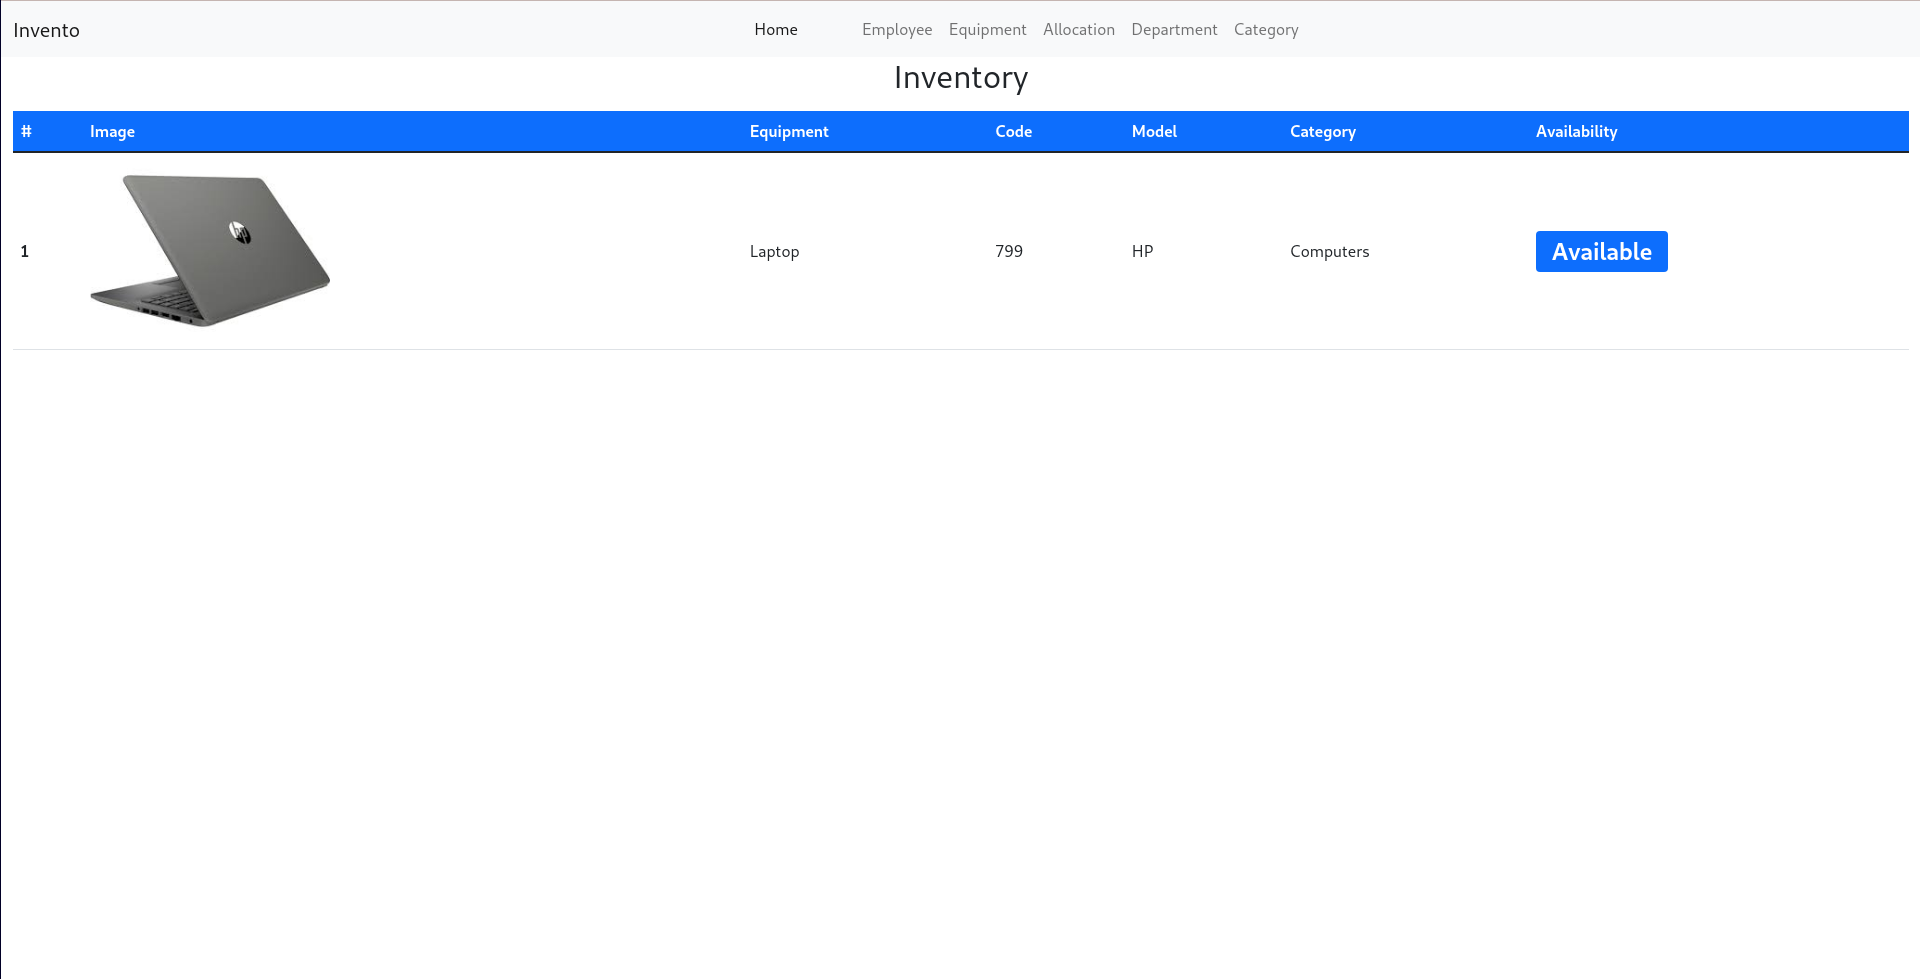 Invento Home Employee Equipment Allocation Department Category
Inventory
# Image Equipment Code Model Category Availability
hp
1 Laptop 799 HP Computers Available